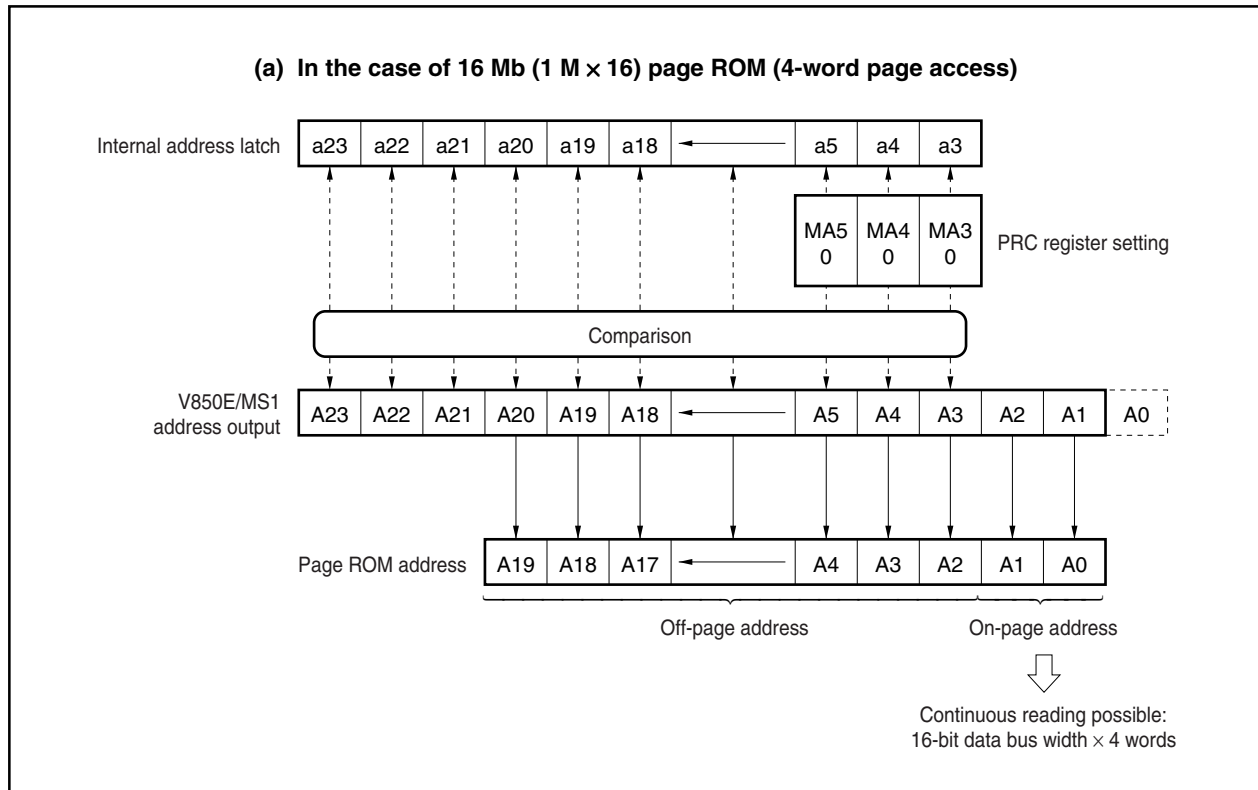 (a) In the case of 16 Mb (1 M × 16) page ROM (4-word page access)
Internal address latch a23 a22 a21 a20 a19 a18 a5 a4 a3
MA5 MA4 MA3
0 0 0
PRC register setting
Comparison
V850E/MS1
address output
A23 A22 A21 A20 A19 A18 A5 A4 A3 A2 A1 A0
Page ROM address A19 A18 A17 A4 A3 A2 A1 A0
Off-page address On-page address
Continuous reading possible:
16-bit data bus width × 4 words